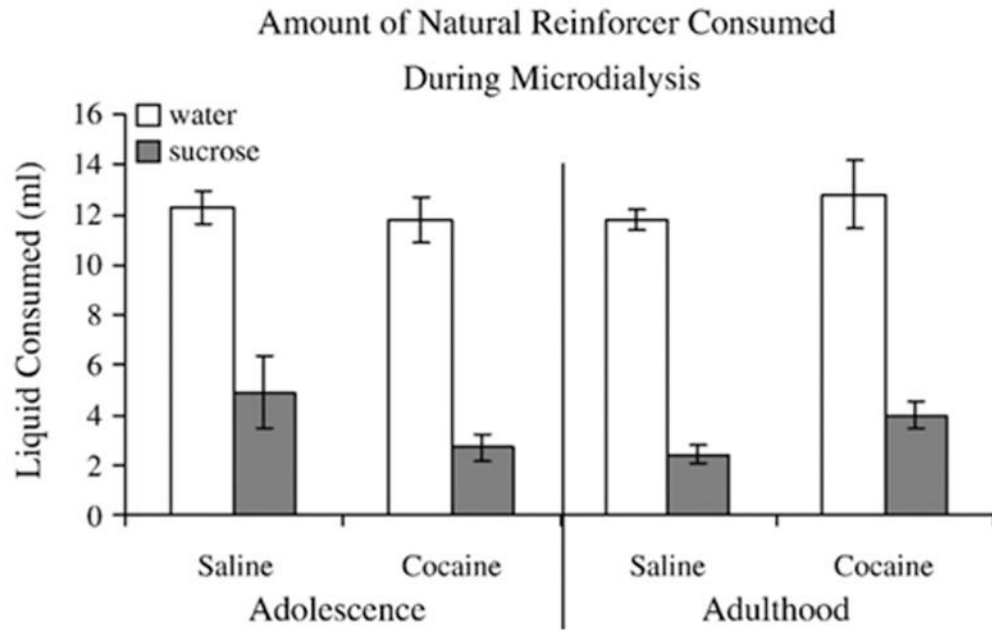 Amount of Natural Reinforcer Consumed
During Microdialysis
water
sucrose
Liquid Consumed (ml)
16
14
12
10
8
6
4
2
0
Saline Cocaine Saline Cocaine
Adolescence Adulthood